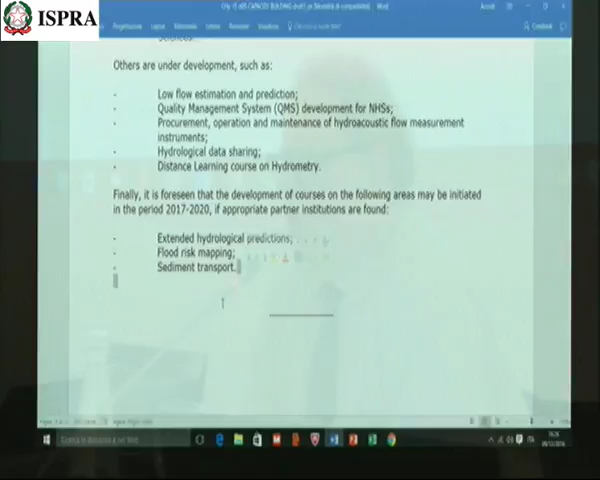 ISPRA
Others are under development, such as:
- Low flow estimation and prediction;
- Quality Management System (QMS) development for NHSs;
- Procurement, operation and maintenance of hydroacoustic flow measurement
instruments;
- Hydrological data sharing;
- Distance Learning course on Hydrometry.
Finally, it is foreseen that the development of courses on the following areas may be initiated
in the period 2017-2020, if appropriate partner institutions are found:
- Extended hydrological predictions;
- Flood risk mapping;
- Sediment transport.